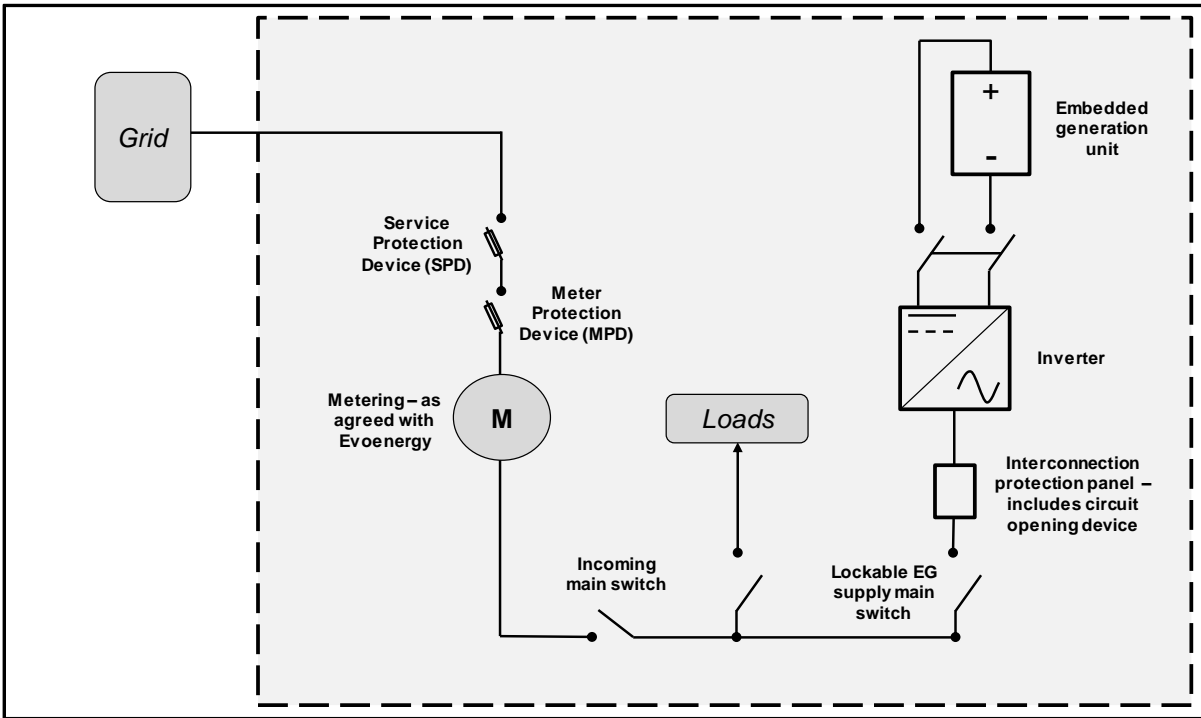 Grid
Service
Protection
Device (SPD)
Meter
Protection
Device (MPD)
Metering – as
agreed with
Evoenergy
M
Loads
Incoming
main switch
Lockable EG
supply main
switch
+
-
Embedded
generation
unit
Inverter
Interconnection
protection panel –
includes circuit
opening device